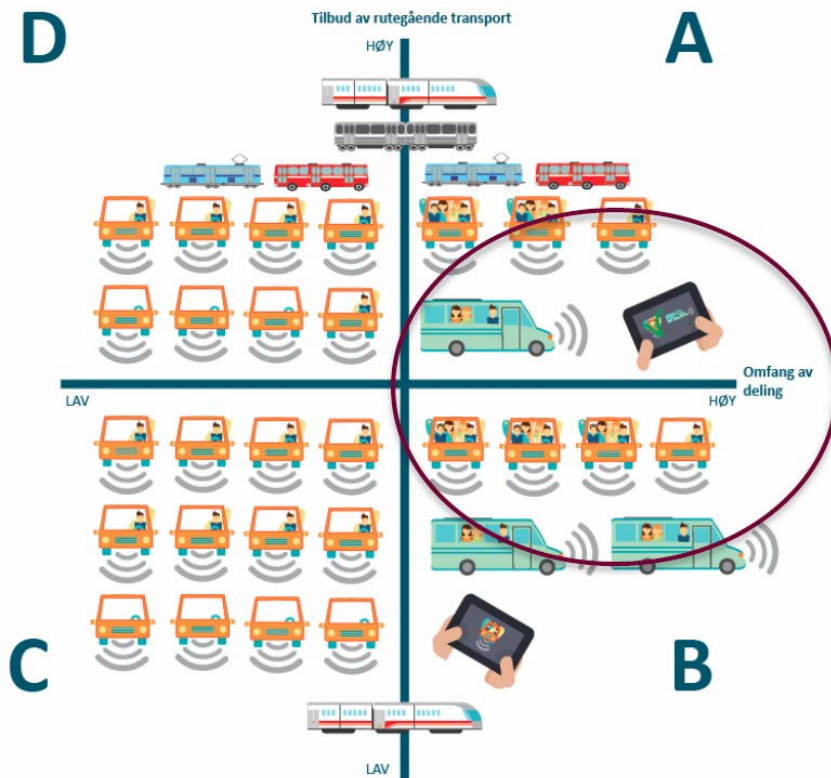 Tilbud av rutegående transport
D
HØY
A
LAV
Omfang av
deling
HØY
C
B
LAV